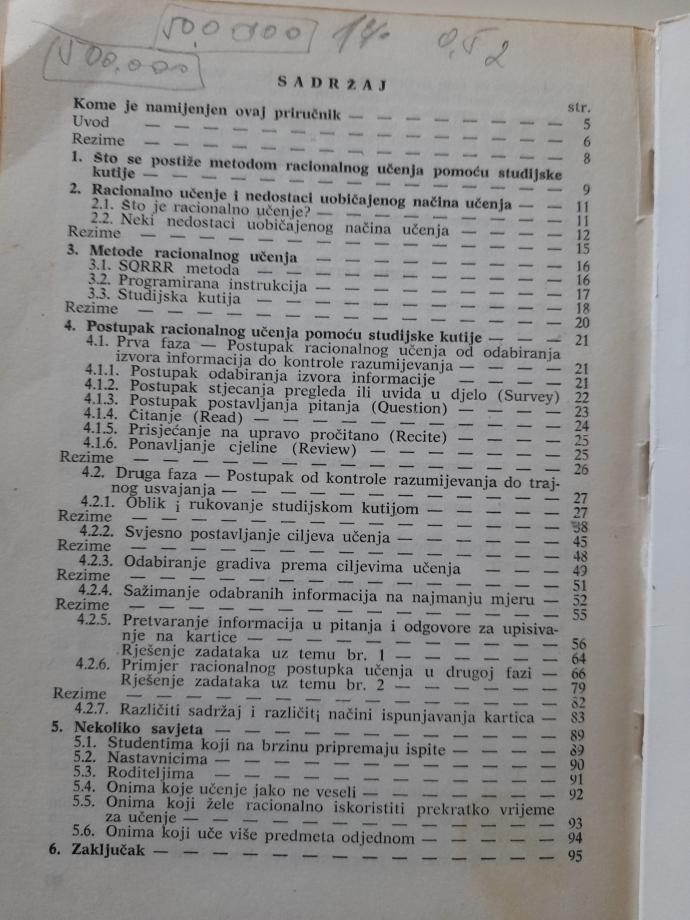 500.000 1% 0,5 2
500.000
SADRŽAJ
str.
Kome je namijenjen ovaj priručnik — — — — — — — — 5
Uvod — — — — — — — — — — — — — — 6
Rezime — — — — — — — — — — — — — — 8
1. Što se postiže metodom racionalnog učenja pomoću studijske
kutije — — — — — — — — — — — — — — 9
2. Racionalno učenje i nedostaci uobičajenog načina učenja — — 11
2.1. Što je racionalno učenje? — — — — — — — — — 11
2.2. Neki nedostaci uobičajenog načina učenja — — — — 12
Rezime — — — — — — — — — — — — — — 15
3. Metode racionalnog učenja — — — — — — — — — 16
3.1. SQRRR metoda — — — — — — — — — — — 16
3.2. Programirana instrukcija — — — — — — — — — 17
3.3. Studijska kutija — — — — — — — — — — — 18
Rezime — — — — — — — — — — — — — — 20
4. Postupak racionalnog učenja pomoću studijske kutije — — — 21
4.1. Prva faza — Postupak racionalnog učenja od odabiranja
izvora informacija do kontrole razumijevanja — — — — 21
4.1.1. Postupak odabiranja izvora informacije — — — — 21
4.1.2. Postupak stjecanja pregleda ili uvida u djelo (Survey) 22
4.1.3. Postupak postavljanja pitanja (Question) — — — — 23
4.1.4. Čitanje (Read) — — — — — — — — — — — 24
4.1.5. Prisjećanje na upravo pročitano (Recite) — — — — 25
4.1.6. Ponavljanje cjeline (Review) — — — — — — — 25
Rezime — — — — — — — — — — — — — — 26
4.2. Druga faza — Postupak od kontrole razumijevanja do traj-
nog usvajanja — — — — — — — — — — — — 27
4.2.1. Oblik i rukovanje studijskom kutijom — — — — — 27
Rezime — — — — — — — — — — — — — — 38
4.2.2. Svjesno postavljanje ciljeva učenja — — — — — — 45
Rezime — — — — — — — — — — — — — — 48
4.2.3. Odabiranje gradiva prema ciljevima učenja — — — 49
Rezime — — — — — — — — — — — — — — 51
4.2.4. Sažimanje odabranih informacija na najmanju mjeru — — 52
Rezime — — — — — — — — — — — — — — 55
4.2.5. Pretvaranje informacija u pitanja i odgovore za upisiva-
nje na kartice — — — — — — — — — — — — 56
Rješenje zadataka uz temu br. 1 — — — — — — — 64
4.2.6. Primjer racionalnog postupka učenja u drugoj fazi — 66
Rješenje zadataka uz temu br. 2 — — — — — — — 79
Rezime — — — — — — — — — — — — — — 82
4.2.7. Različiti sadržaj i različiti načini ispunjavanja kartica — 83
5. Nekoliko savjeta — — — — — — — — — — — — 89
5.1. Studentima koji na brzinu pripremaju ispite — — — — 89
5.2. Nastavnicima — — — — — — — — — — — — 90
5.3. Roditeljima — — — — — — — — — — — — — 91
5.4. Onima koje učenje jako ne veseli — — — — — — — 92
5.5. Onima koji žele racionalno iskoristiti prekratko vrijeme
za učenje — — — — — — — — — — — — — 93
5.6. Onima koji uče više predmeta odjednom — — — — — 94
6. Zaključak — — — — — — — — — — — — — — 95